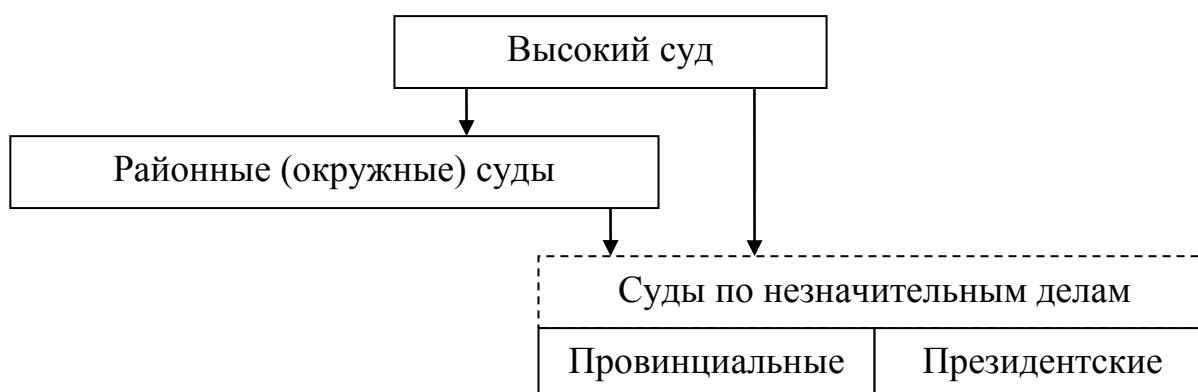 Высокий суд
Районные (окружные) суды
Суды по незначительным делам
Провинциальные
Президентские